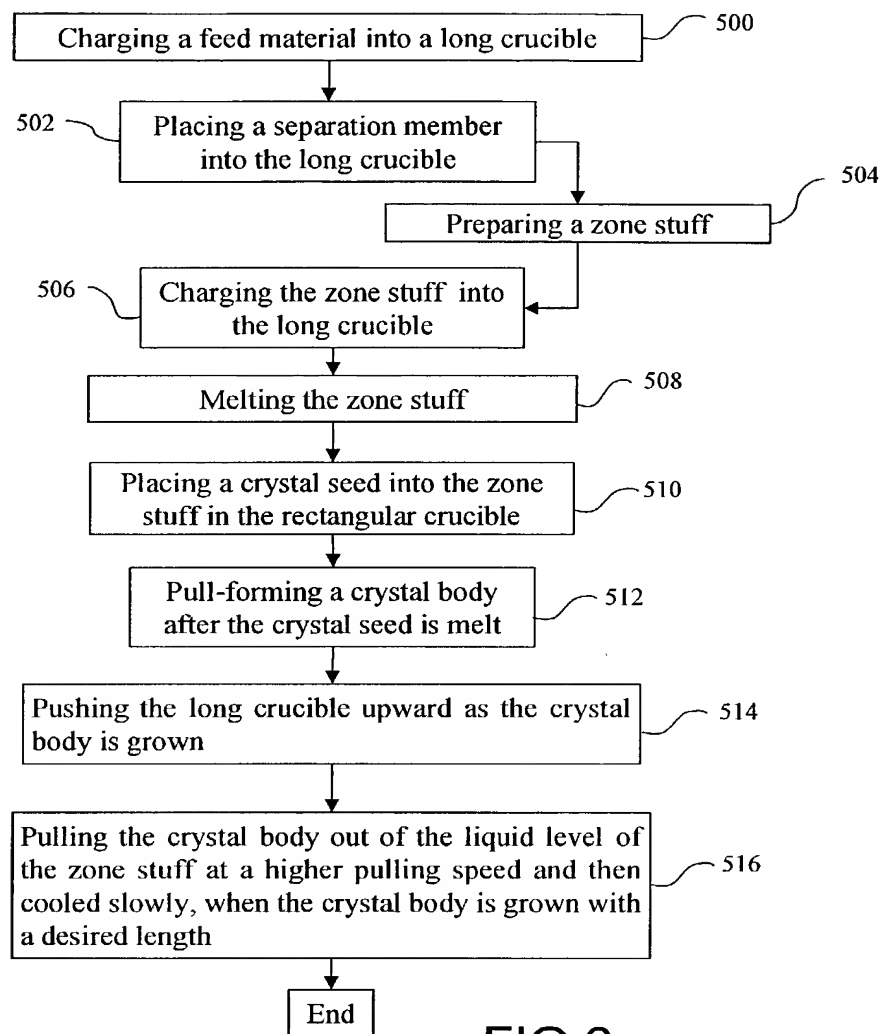 Charging a feed material into a long crucible
500
502
Placing a separation member
into the long crucible
504
Preparing a zone stuff
506
Charging the zone stuff into
the long crucible
508
Melting the zone stuff
Placing a crystal seed into the zone
stuff in the rectangular crucible
510
Pull-forming a crystal body
after the crystal seed is melt
512
Pushing the long crucible upward as the crystal
body is grown
514
Pulling the crystal body out of the liquid level of
the zone stuff at a higher pulling speed and then
cooled slowly, when the crystal body is grown with
a desired length
516
End